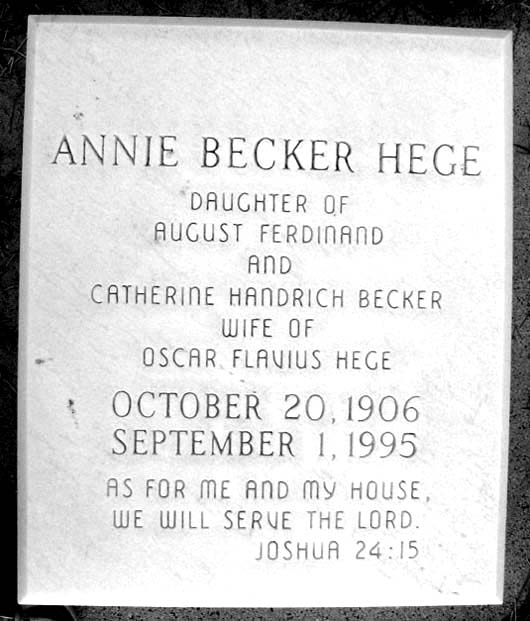 ANNIE BECKER HEGE
DAUGHTER OF
AUGUST FERDINAND
AND
CATHERINE HANDRICH BECKER
WIFE OF
OSCAR FLAVIUS HEGE
OCTOBER 20, 1906
SEPTEMBER 1, 1995
AS FOR ME AND MY HOUSE,
WE WILL SERVE THE LORD.
JOSHUA 24:15